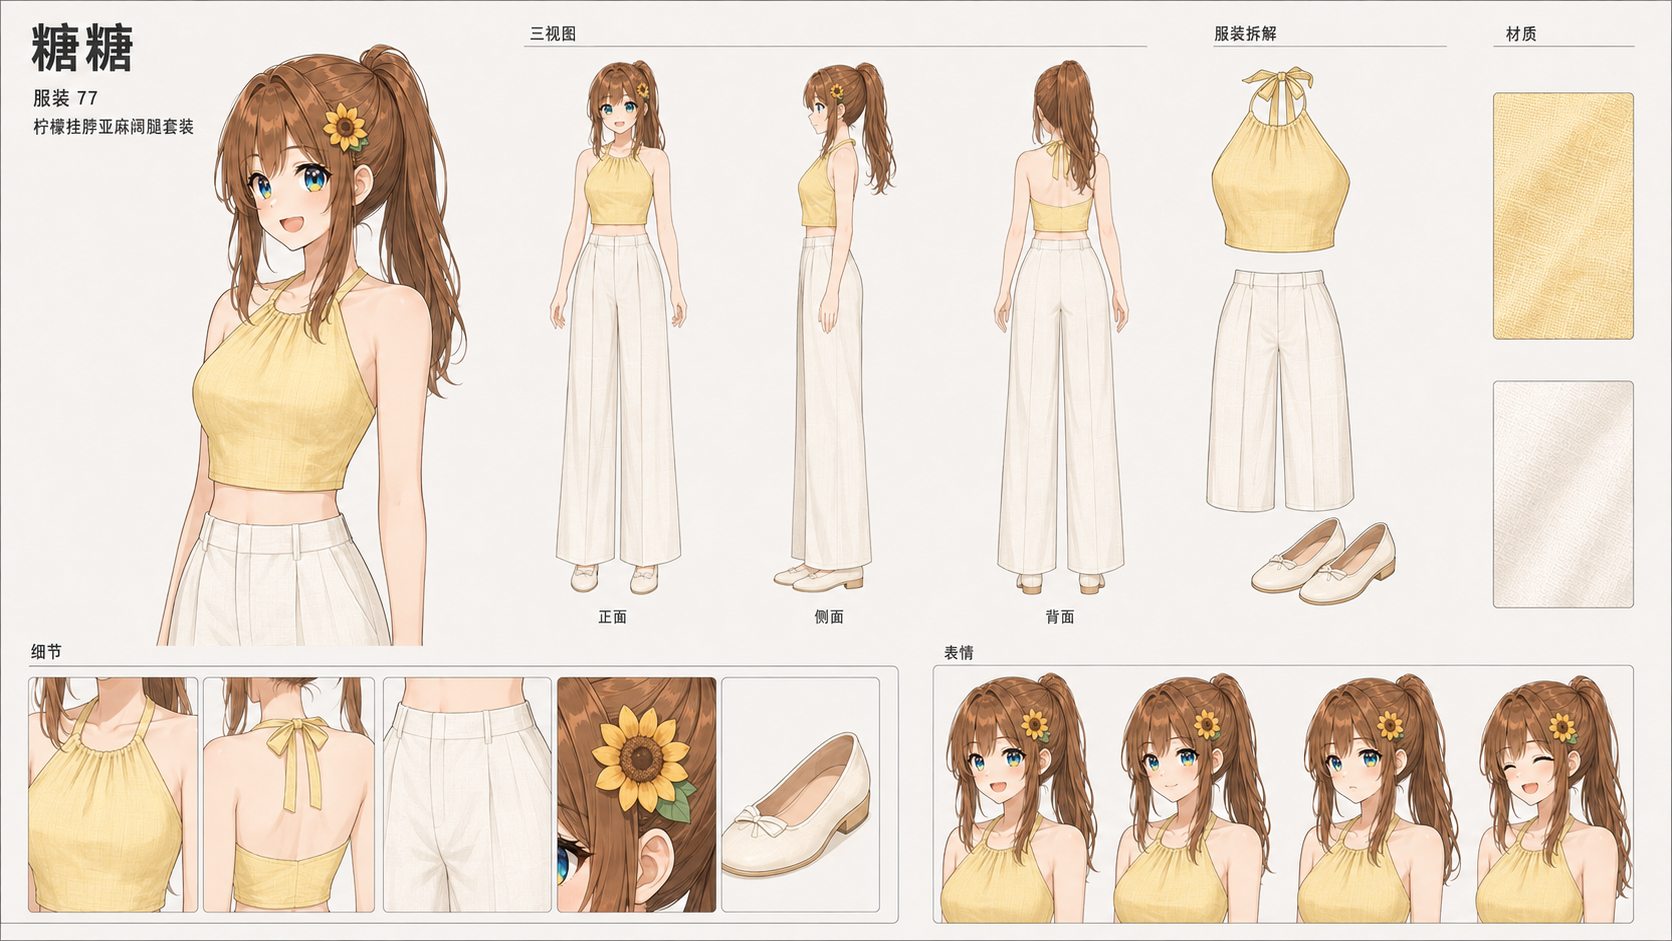 糖糖
服装 77
柠檬挂脖亚麻阔腿套装
三视图
正面
侧面
背面
服装拆解
材质
细节
表情